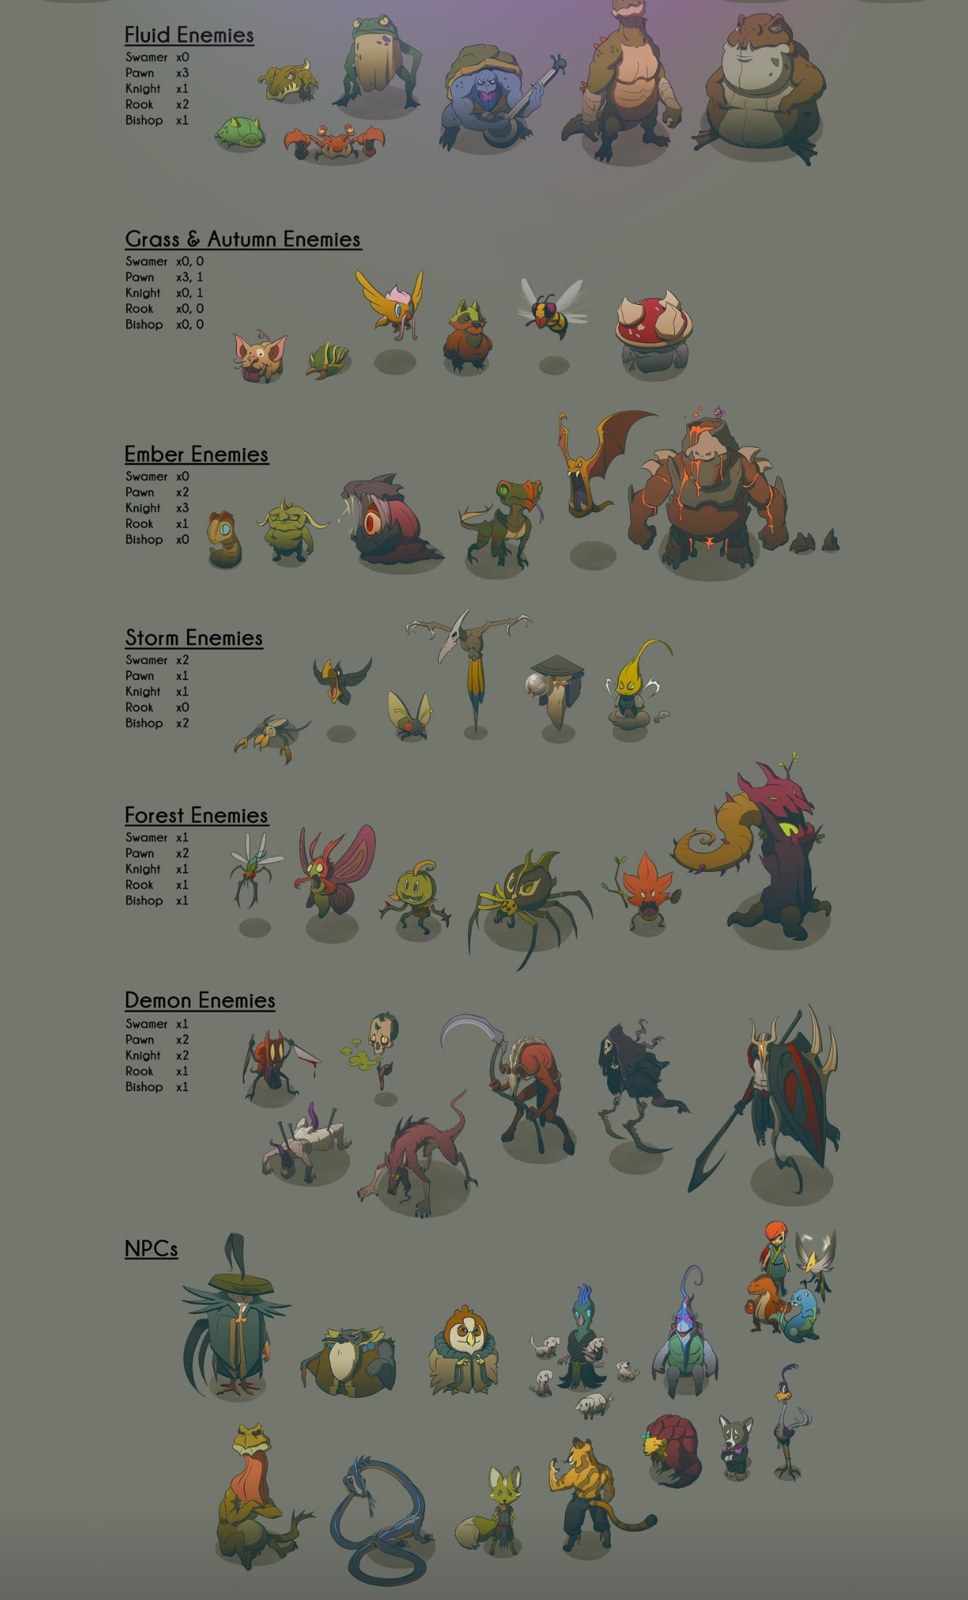 Fluid Enemies
Swamer x0
Pawn x3
Knight x1
Rook x2
Bishop x1
Grass & Autumn Enemies
Swamer x0, 0
Pawn x3, 1
Knight x0, 1
Rook x0, 0
Bishop x0, 0
Ember Enemies
Swamer x0
Pawn x2
Knight x3
Rook x1
Bishop x0
Storm Enemies
Swamer x2
Pawn x1
Knight x1
Rook x0
Bishop x2
Forest Enemies
Swamer x1
Pawn x2
Knight x1
Rook x1
Bishop x1
Demon Enemies
Swamer x1
Pawn x2
Knight x2
Rook x1
Bishop x1
NPCs